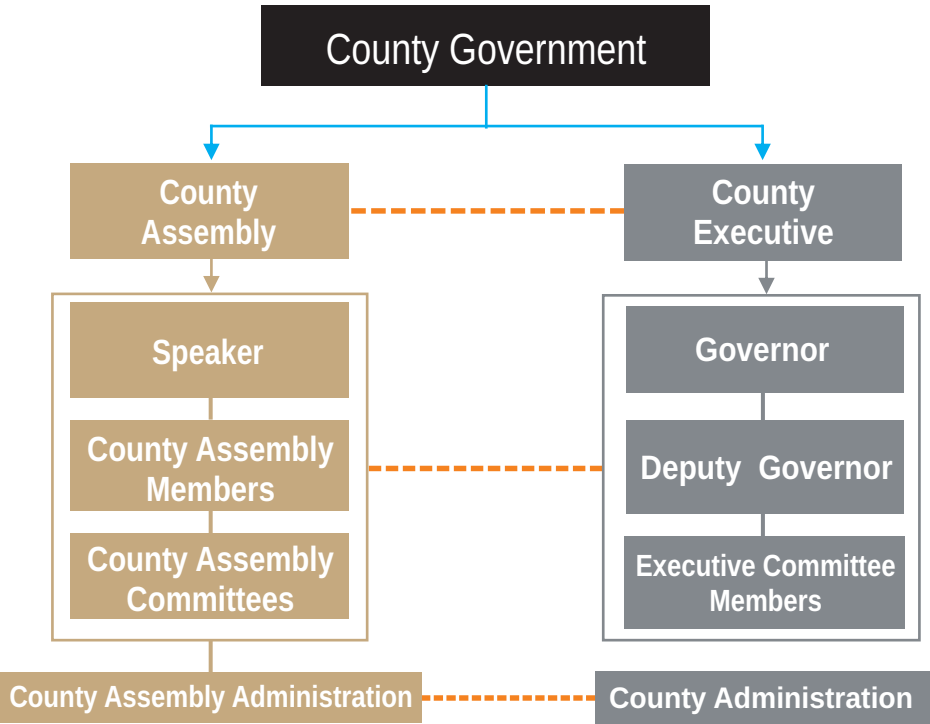 County Government
County
Assembly
County
Executive
Speaker
County Assembly
Members
County Assembly
Committees
Governor
Deputy Governor
Executive Committee
Members
County Assembly Administration
County Administration